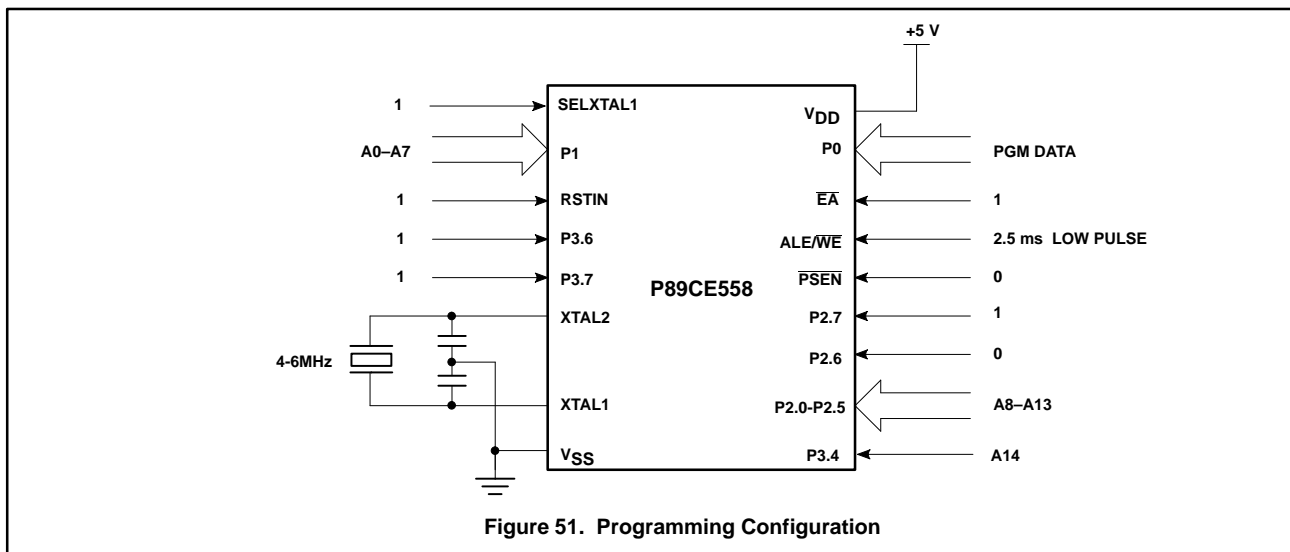 +5 V
1
SELXTAL1
VDD
A0–A7
P1
P0
PGM DATA
1
RSTIN
EA
1
1
P3.6
ALE/WE
2.5 ms LOW PULSE
1
P3.7
PSEN
0
P89CE558
XTAL2
P2.7
1
4-6MHz
P2.6
0
XTAL1
P2.0-P2.5
A8–A13
VSS
P3.4
A14
Figure 51. Programming Configuration